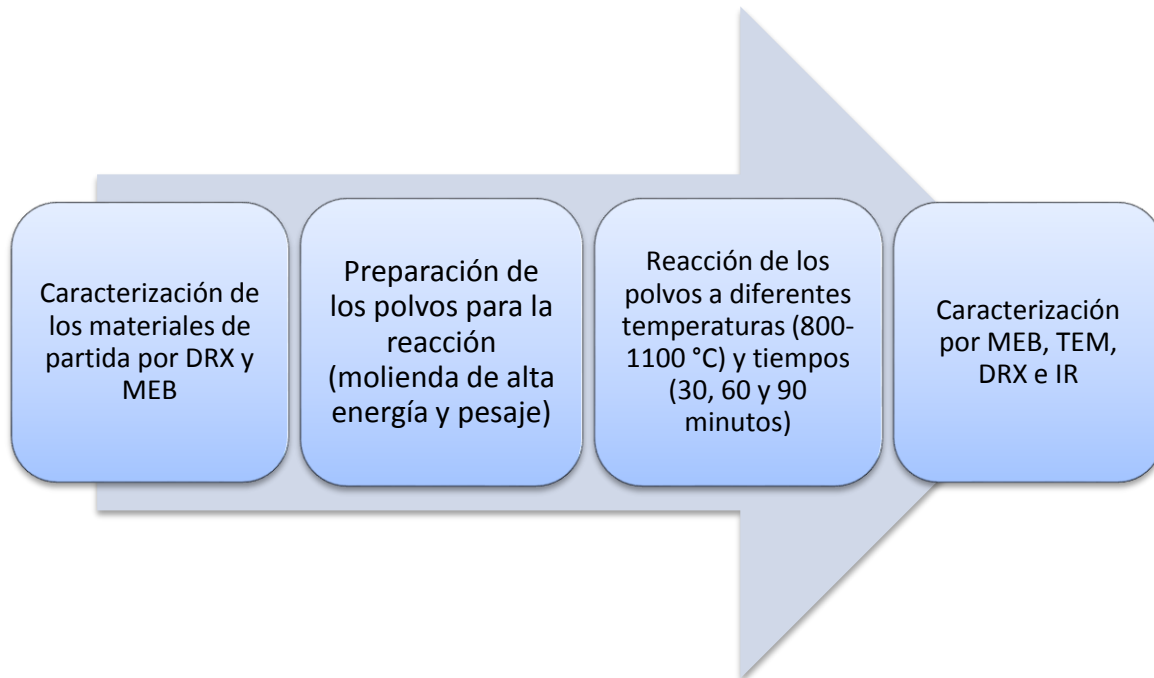 Caracterización de
los materiales de
partida por DRX y
MEB
Preparación de
los polvos para la
reacción
(molienda de alta
energía y pesaje)
Reacción de los
polvos a diferentes
temperaturas (800-
1100 °C) y tiempos
(30, 60 y 90
minutos)
Caracterización
por MEB, TEM,
DRX e IR